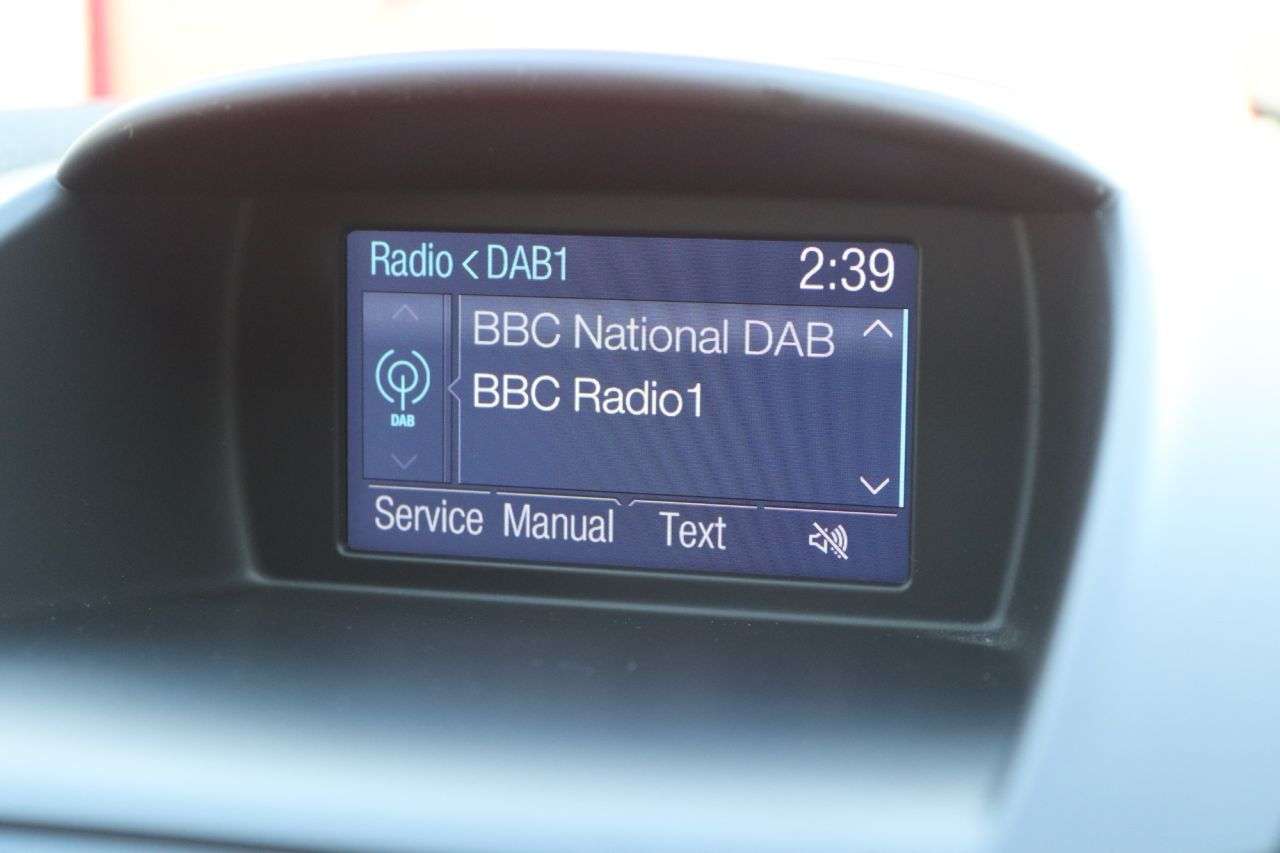 Radio < DAB1 2:39
BBC National DAB
BBC Radio1
DAB
Service Manual Text